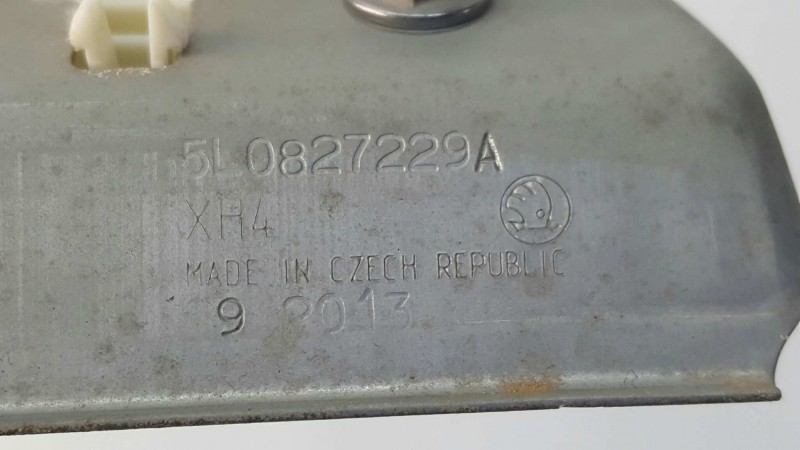 5L0827229A
XH4
MADE IN CZECH REPUBLIC
9 2013